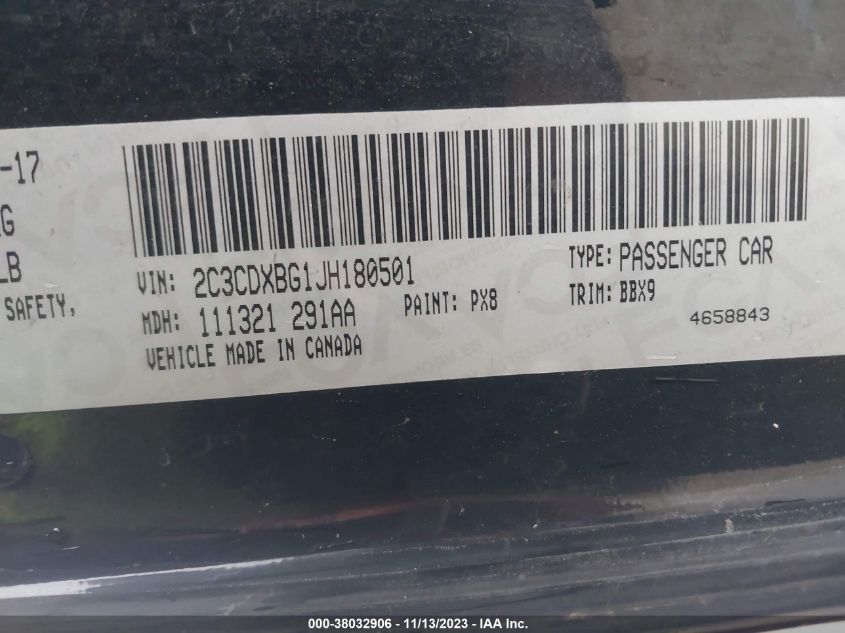 -17
G
LB
SAFETY,
VIN: 2C3CDXBG1JH180501
TYPE: PASSENGER CAR
MDH: 111321 291AA
PAINT: PX8
TRIM: BBX9
VEHICLE MADE IN CANADA
4658843
000-38032906 - 11/13/2023 - © IAA Inc.